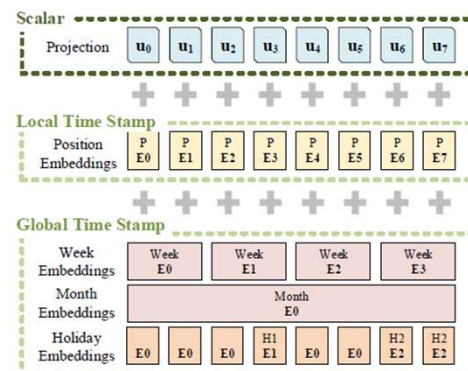 Scalar
Projection u0 u1 u2 u3 u4 u5 u6 u7
Local Time Stamp
Position Embeddings P E0 P E1 P E2 P E3 P E4 P E5 P E6 P E7
Global Time Stamp
Week Embeddings Week E0 Week E1 Week E2 Week E3
Month Embeddings Month E0
Holiday Embeddings E0 E0 E0 H1 E1 E0 E0 H2 E2 H2 E2